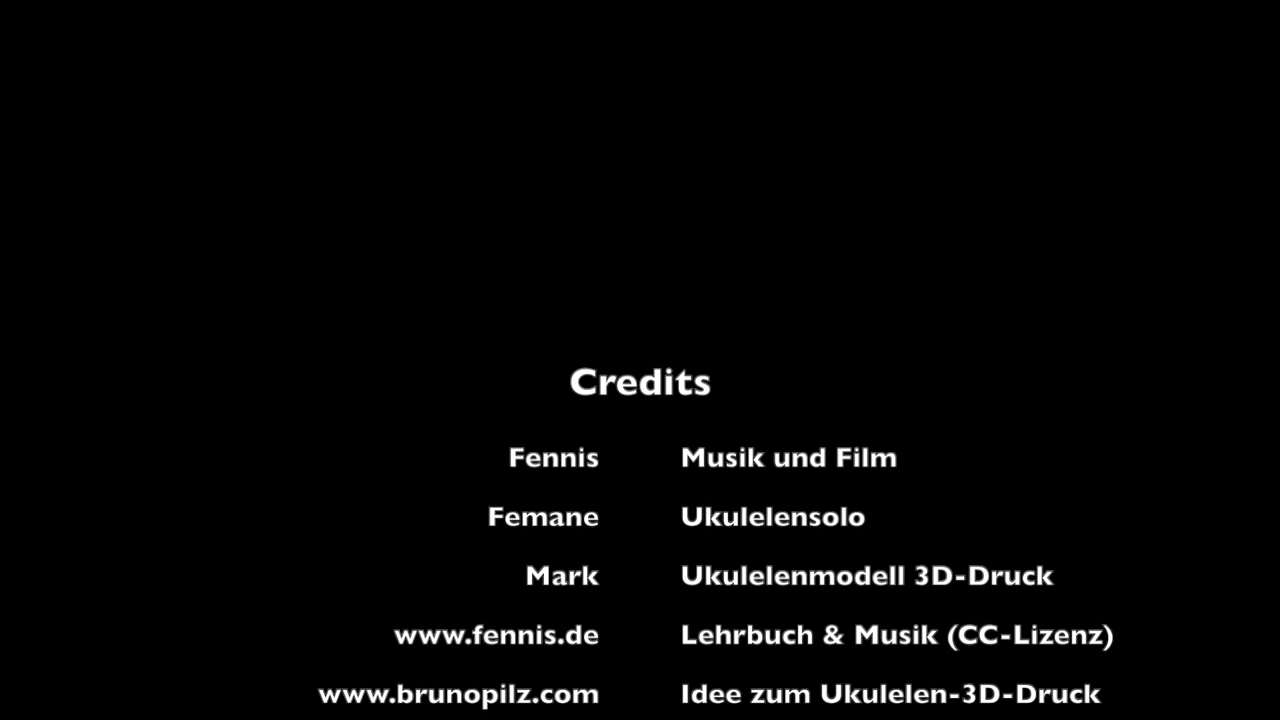 Credits
Fennis Musik und Film
Femane Ukulelensolo
Mark Ukulelenmodell 3D-Druck
www.fennis.de Lehrbuch & Musik (CC-Lizenz)
www.brunopilz.com Idee zum Ukulelen-3D-Druck